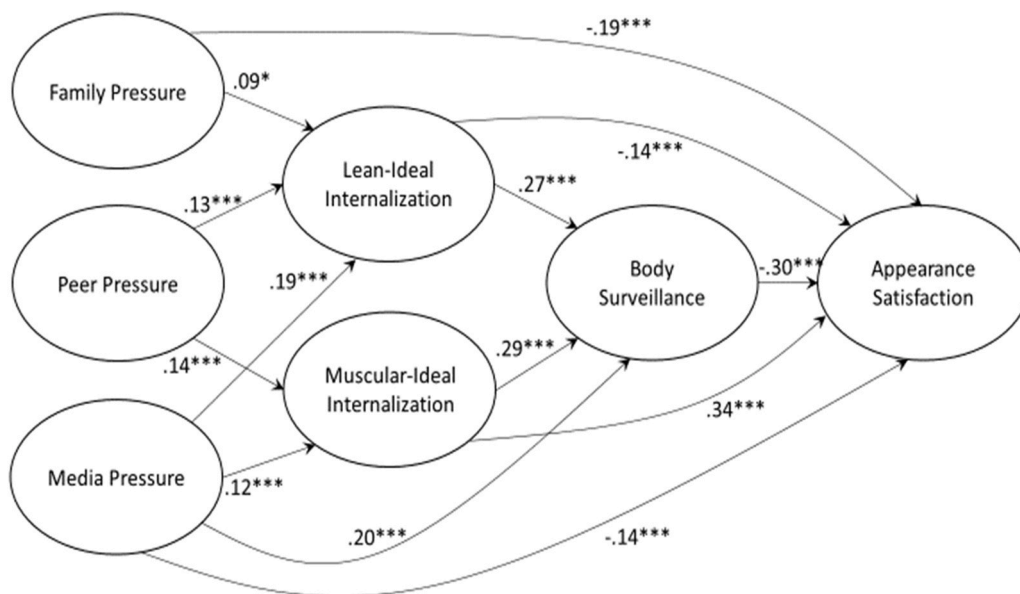 -.19***
Family Pressure
.09*
-.14***
Lean-Ideal
Internalization
.27***
.13***
Peer Pressure
.19***
Body
Surveillance
-.30***
Appearance
Satisfaction
.14***
.29***
Muscular-Ideal
Internalization
.34***
Media Pressure
.12***
.20***
-.14***